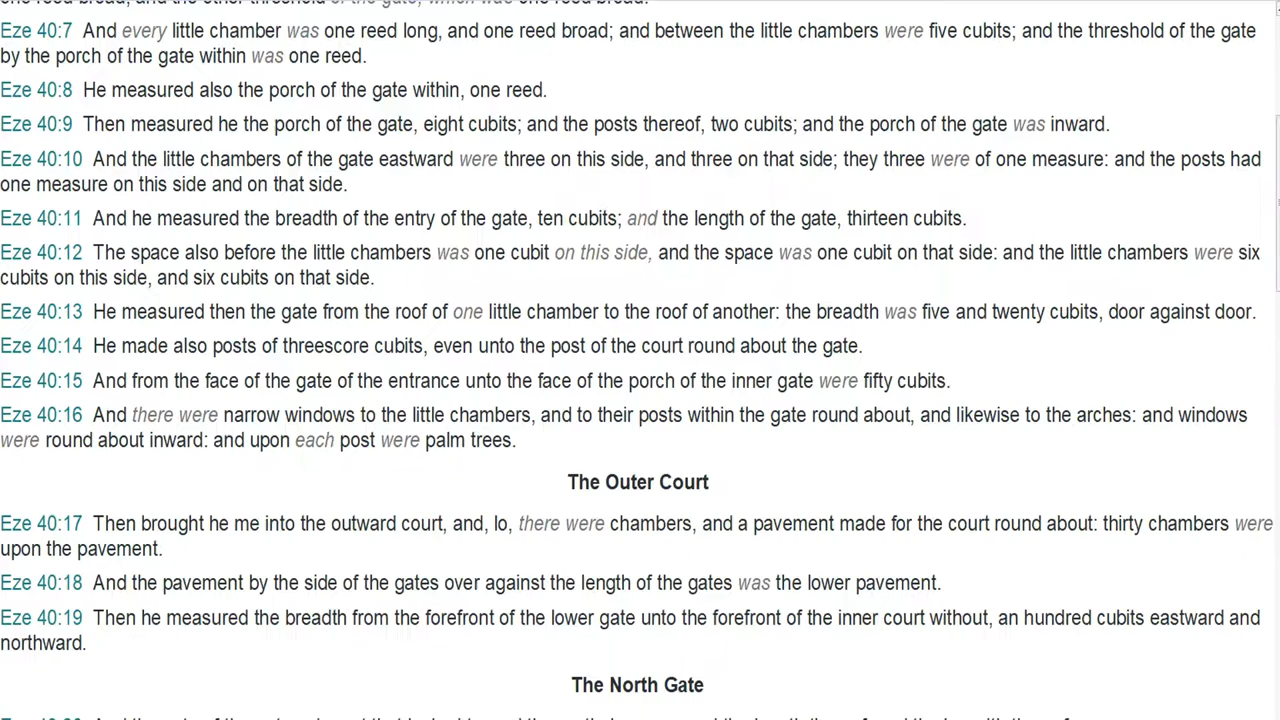 Eze 40:7 And every little chamber was one reed long, and one reed broad; and between the little chambers were five cubits; and the threshold of the gate
by the porch of the gate within was one reed.
Eze 40:8 He measured also the porch of the gate within, one reed.
Eze 40:9 Then measured he the porch of the gate, eight cubits; and the posts thereof, two cubits; and the porch of the gate was inward.
Eze 40:10 And the little chambers of the gate eastward were three on this side, and three on that side; they three were of one measure: and the posts had
one measure on this side and on that side.
Eze 40:11 And he measured the breadth of the entry of the gate, ten cubits; and the length of the gate, thirteen cubits.
Eze 40:12 The space also before the little chambers was one cubit on this side, and the space was one cubit on that side: and the little chambers were six
cubits on this side, and six cubits on that side.
Eze 40:13 He measured then the gate from the roof of one little chamber to the roof of another: the breadth was five and twenty cubits, door against door.
Eze 40:14 He made also posts of threescore cubits, even unto the post of the court round about the gate.
Eze 40:15 And from the face of the gate of the entrance unto the face of the porch of the inner gate were fifty cubits.
Eze 40:16 And there were narrow windows to the little chambers, and to their posts within the gate round about, and likewise to the arches: and windows
were round about inward: and upon each post were palm trees.
The Outer Court
Eze 40:17 Then brought he me into the outward court, and, lo, there were chambers, and a pavement made for the court round about: thirty chambers were
upon the pavement.
Eze 40:18 And the pavement by the side of the gates over against the length of the gates was the lower pavement.
Eze 40:19 Then he measured the breadth from the forefront of the lower gate unto the forefront of the inner court without, an hundred cubits eastward and
northward.
The North Gate